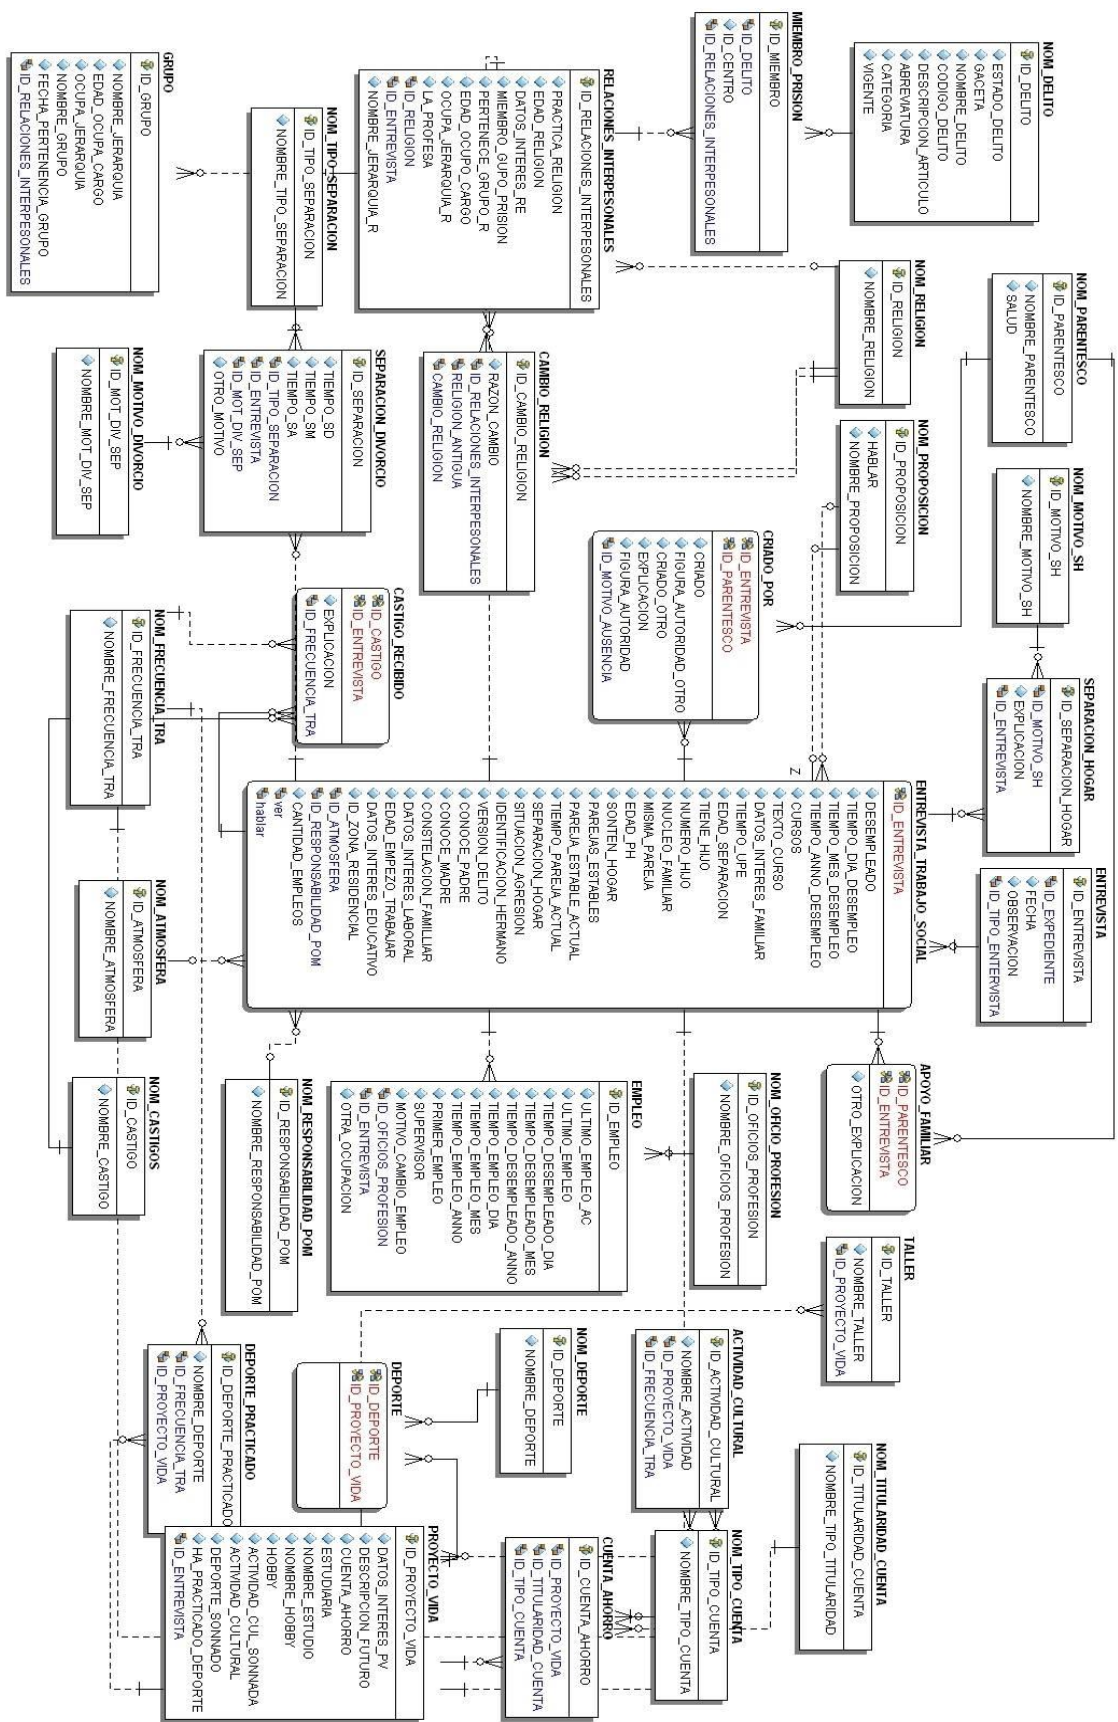 NOM_DELITO
ID_DELITO
ESTADO_DELITO
GACETA
NOMBRE_DELITO
CODIGO_DELITO
DESCRIPCION_ARTICULO
ABREVIATURA
CATEGORIA
VIGENTE
NOM_PARENTESCO
ID_PARENTESCO
NOMBRE_PARENTESCO
SALUD
NOM_MOTIVO_SH
ID_MOTIVO_SH
NOMBRE_MOTIVO_SH
SEPARACION_HOGAR
ID_SEPARACION_HOGAR
ID_MOTIVO_SH
EXPLICACION
ID_ENTREVISTA
ENTREVISTA
ID_ENTREVISTA
ID_EXPEDIENTE
FECHA
OBSERVACION
ID_TIPO_ENTERVISTA
APOYO_FAMILIAR
ID_PARENTESCO
ID_ENTREVISTA
OTRO_EXPLICACION
TALLER
ID_TALLER
NOMBRE_TALLER
ID_PROYECTO_VIDA
NOM_TITULARIDAD_CUENTA
ID_TITULARIDAD_CUENTA
NOMBRE_TIPO_TITULARIDAD
MIEMBRO_PRISION
ID_MIEMBRO
ID_DELITO
ID_CENTRO
ID_RELACIONES_INTERPESONALES
NOM_RELIGION
ID_RELIGION
NOMBRE_RELIGION
NOM_PROPOSICION
ID_PROPOSICION
HABLAR
NOMBRE_PROPOSICION
CRIADO_POR
ID_ENTREVISTA
ID_PARENTESCO
CRIADO
FIGURA_AUTORIDAD_OTRO
CRIADO_OTRO
EXPLICACION
FIGURA_AUTORIDAD
ID_MOTIVO_AUSENCIA
Z
ENTREVISTA_TRABAJO_SOCIAL
ID_ENTREVISTA
DESEMPLEADO
TIEMPO_DIA_DESEMPLEO
TIEMPO_MES_DESEMPLEO
TIEMPO_ANNO_DESEMPLEO
CURSOS
TEXTO_CURSO
DATOS_INTERES_FAMILIAR
TIEMPO_UPE
EDAD_SEPARACION
TIENE_HIJO
NUMERO_HIJO
NUCLEO_FAMILIAR
MISMA_PAREJA
EDAD_PH
SONTEN_HOGAR
PAREJAS_ESTABLES
PAREJA_ESTABLE_ACTUAL
TIEMPO_PAREJA_ACTUAL
SEPARACION_HOGAR
SITUACION_AGRESION
IDENTIFICACION_HERMANO
VERSION_DELITO
CONOCE_PADRE
CONOCE_MADRE
CONSTELACION_FAMILLIAR
DATOS_INTERES_LABORAL
EDAD_EMPEZO_TRABAJAR
DATOS_INTERES_EDUCATIVO
ID_ZONA_RESIDENCIAL
ID_ATMOSFERA
ID_RESPONSABILIDAD_POM
CANTIDAD_EMPLEOS
ver
hablar
NOM_OFICIO_PROFESION
ID_OFICIOS_PROFESION
NOMBRE_OFICIOS_PROFESION
ACTIVIDAD_CULTURAL
ID_ACTIVIDAD_CULTURAL
NOMBRE_ACTIVIDAD
ID_PROYECTO_VIDA
ID_FRECUENCIA_TRA
NOM_TIPO_CUENTA
ID_TIPO_CUENTA
NOMBRE_TIPO_CUENTA
RELACIONES_INTERPESONALES
ID_RELACIONES_INTERPESONALES
PRACTICA_RELIGION
EDAD_RELIGION
DATOS_INTERES_RE
MIEMBRO_GUPO_PRISION
PERTENECE_GRUPO_R
EDAD_OCUPO_CARGO
OCUPA_JERARQUIA_R
LA_PROFESA
ID_RELIGION
ID_ENTREVISTA
NOMBRE_JERARQUIA_R
CAMBIO_RELIGION
ID_CAMBIO_RELIGION
RAZON_CAMBIO
ID_RELACIONES_INTERPESONALES
RELIGION_ANTIGUA
CAMBIO_RELIGION
EMPLEO
ID_EMPLEO
ULTIMO_EMPLEO_AC
ULTIMO_EMPLEO
TIEMPO_DESEMPLEADO_DIA
TIEMPO_DESEMPLEADO_MES
TIEMPO_DESEMPLEADO_ANNO
TIEMPO_EMPLEO_DIA
TIEMPO_EMPLEO_MES
TIEMPO_EMPLEO_ANNO
PRIMER_EMPLEO
SUPERVISOR
MOTIVO_CAMBIO_EMPLEO
ID_OFICIOS_PROFESION
ID_ENTREVISTA
OTRA_OCUPACION
NOM_DEPORTE
ID_DEPORTE
NOMBRE_DEPORTE
CUENTA_AHORRO
ID_CUENTA_AHORRO
ID_PROYECTO_VIDA
ID_TITULARIDAD_CUENTA
ID_TIPO_CUENTA
NOM_TIPO_SEPARACION
ID_TIPO_SEPARACION
NOMBRE_TIPO_SEPARACION
SEPARACION_DIVORCIO
ID_SEPARACION
TIEMPO_SD
TIEMPO_SM
TIEMPO_SA
ID_TIPO_SEPARACION
ID_ENTREVISTA
ID_MOT_DIV_SEP
OTRO_MOTIVO
CASTIGO_RECIBIDO
ID_CASTIGO
ID_ENTREVISTA
EXPLICACION
ID_FRECUENCIA_TRA
NOM_RESPONSABILIDAD_POM
ID_RESPONSABILIDAD_POM
NOMBRE_RESPONSABILIDAD_POM
DEPORTE
ID_DEPORTE
ID_PROYECTO_VIDA
PROYECTO_VIDA
ID_PROYECTO_VIDA
DATOS_INTERES_PV
DESCRIPCION_FUTURO
CUENTA_AHORRO
ESTUDIARIA
NOMBRE_ESTUDIO
NOMBRE_HOBBY
HOBBY
ACTIVIDAD_CUL_SONNADA
ACTIVIDAD_CULTURAL
DEPORTE_SONNADO
HA_PRACTICADO_DEPORTE
ID_ENTREVISTA
GRUPO
ID_GRUPO
NOMBRE_JERARQUIA
EDAD_OCUPA_CARGO
OCUPA_JERARQUIA
NOMBRE_GRUPO
FECHA_PERTENENCIA_GRUPO
ID_RELACIONES_INTERPESONALES
NOM_MOTIVO_DIVORCIO
ID_MOT_DIV_SEP
NOMBRE_MOT_DIV_SEP
NOM_FRECUENCIA_TRA
ID_FRECUENCIA_TRA
NOMBRE_FRECUENCIA_TRA
NOM_ATMOSFERA
ID_ATMOSFERA
NOMBRE_ATMOSFERA
NOM_CASTIGOS
ID_CASTIGO
NOMBRE_CASTIGO
DEPORTE_PRACTICADO
ID_DEPORTE_PRACTICADO
NOMBRE_DEPORTE
ID_FRECUENCIA_TRA
ID_PROYECTO_VIDA